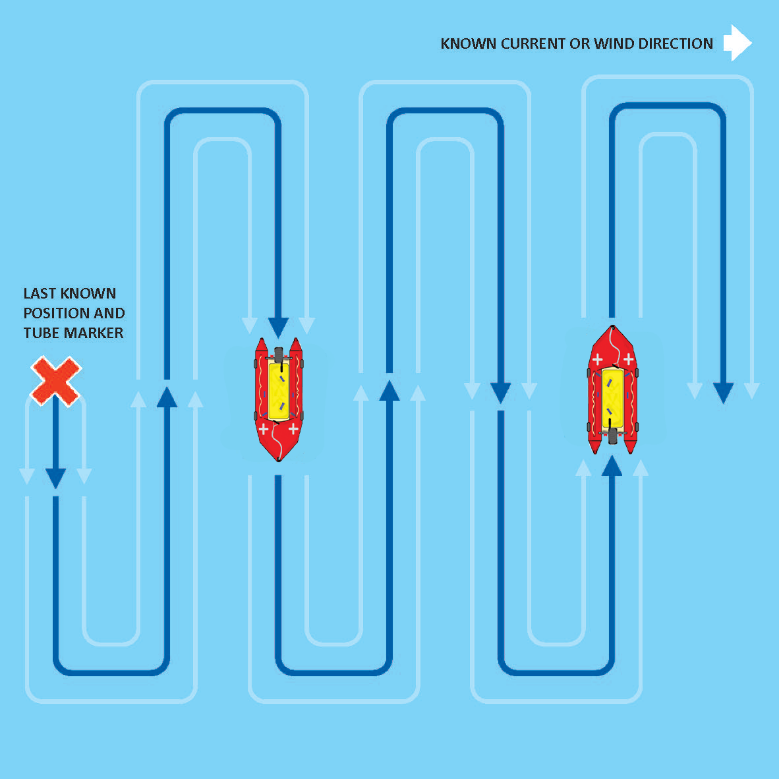 KNOWN CURRENT OR WIND DIRECTION
LAST KNOWN
POSITION AND
TUBE MARKER